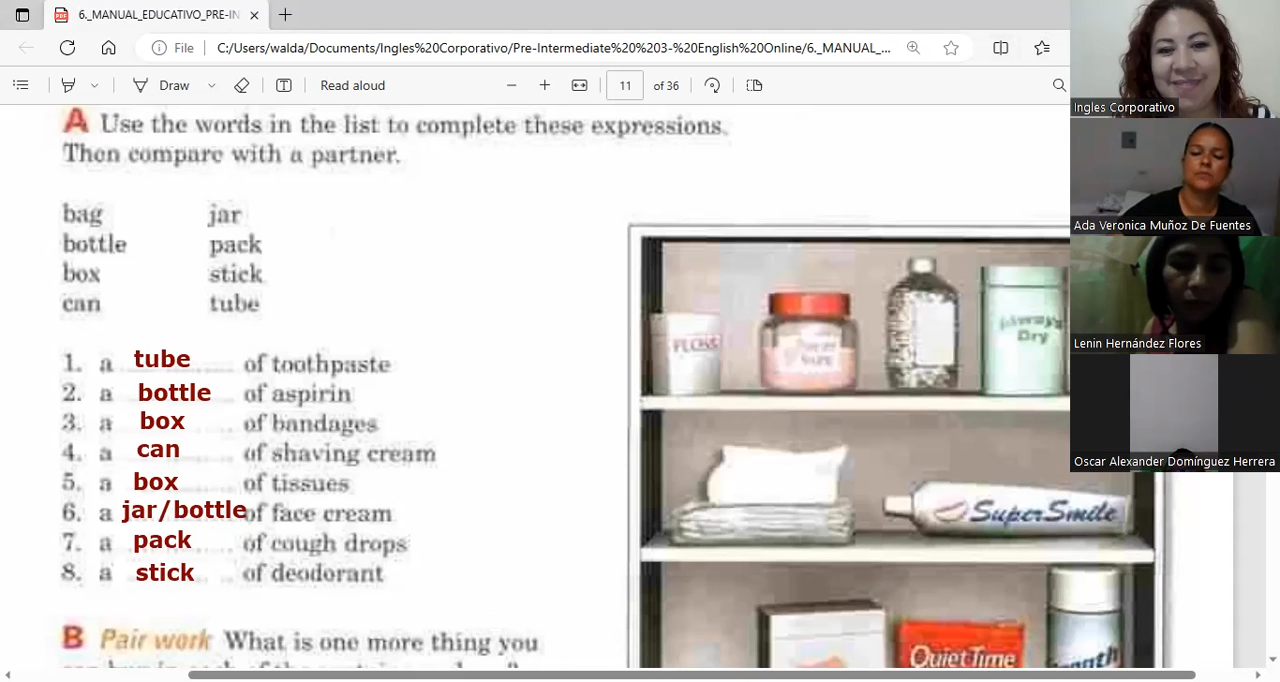 6._MANUAL_EDUCATIVO_PRE-IN
File
C:/Users/walda/Documents/Ingles%20Corporativo/Pre-Intermediate%20%203-%20English%20Online/6._MANUAL_...
Draw
Read aloud
11
of 36
A Use the words in the list to complete these expressions.
Then compare with a partner.
bag jar
bottle pack
box stick
can tube
1. a tube of toothpaste
2. a bottle of aspirin
3. a box of bandages
4. a can of shaving cream
5. a box of tissues
6. a jar/bottle of face cream
7. a pack of cough drops
8. a stick of deodorant
B Pair work What is one more thing you
FLOSS
Always
Dry
SuperSmile
QuietTime
Ingles Corporativo
Ada Veronica Muñoz De Fuentes
Lenin Hernández Flores
Oscar Alexander Domínguez Herrera